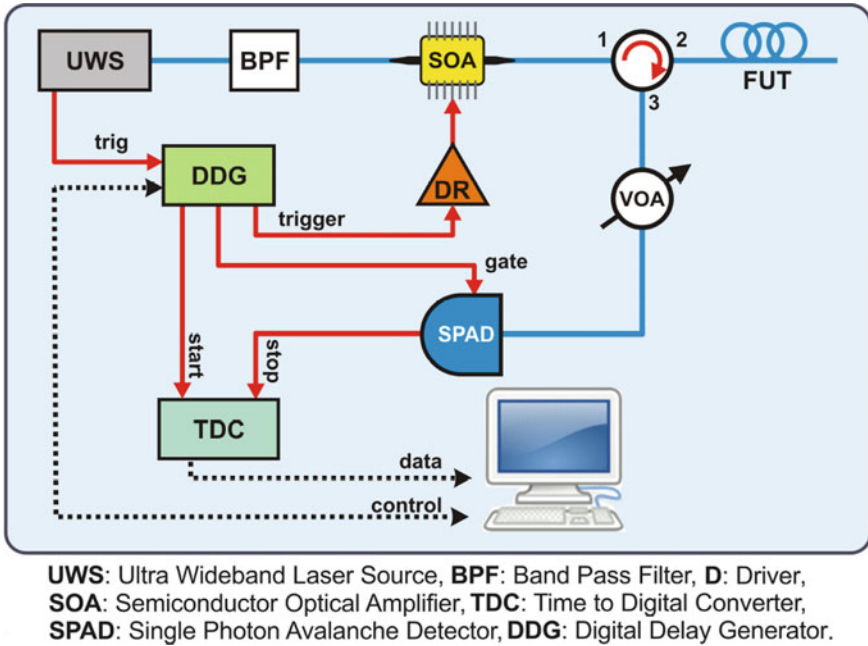 UWS
BPF
SOA
1
2
3
FUT
trig
DDG
DR
VOA
trigger
gate
SPAD
start
stop
TDC
data
control
UWS: Ultra Wideband Laser Source, BPF: Band Pass Filter, D: Driver,
SOA: Semiconductor Optical Amplifier, TDC: Time to Digital Converter,
SPAD: Single Photon Avalanche Detector, DDG: Digital Delay Generator.